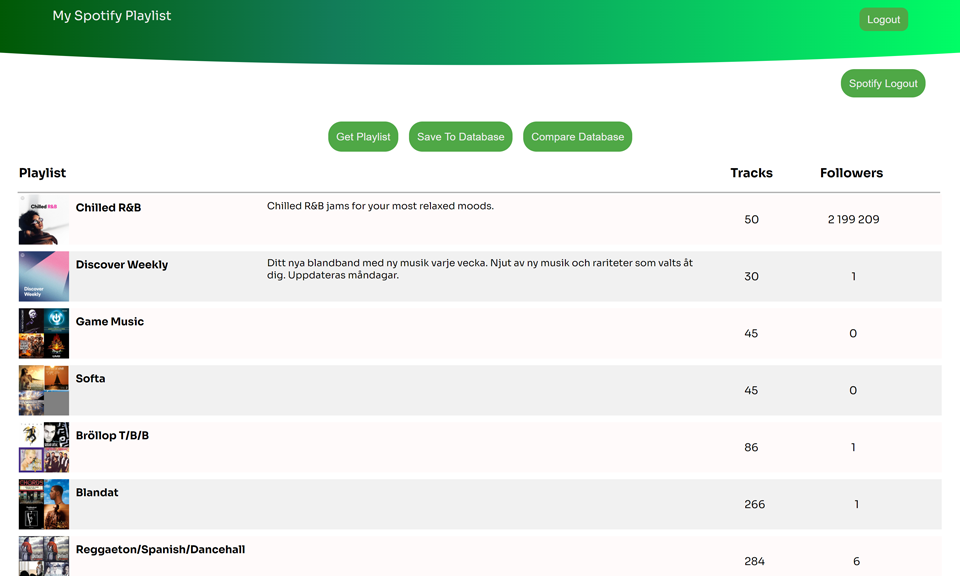 My Spotify Playlist
Logout
Spotify Logout
Get Playlist
Save To Database
Compare Database
Playlist
Tracks
Followers
Chilled R&B
Chilled R&B
Chilled R&B jams for your most relaxed moods.
50
2 199 209
Discover
Weekly
Discover Weekly
Ditt nya blandband med ny musik varje vecka. Njut av ny musik och rariteter som valts åt
dig. Uppdateras måndagar.
30
1
Game Music
45
0
Softa
45
0
Bröllop T/B/B
86
1
Blandat
266
1
Reggaeton/Spanish/Dancehall
284
6